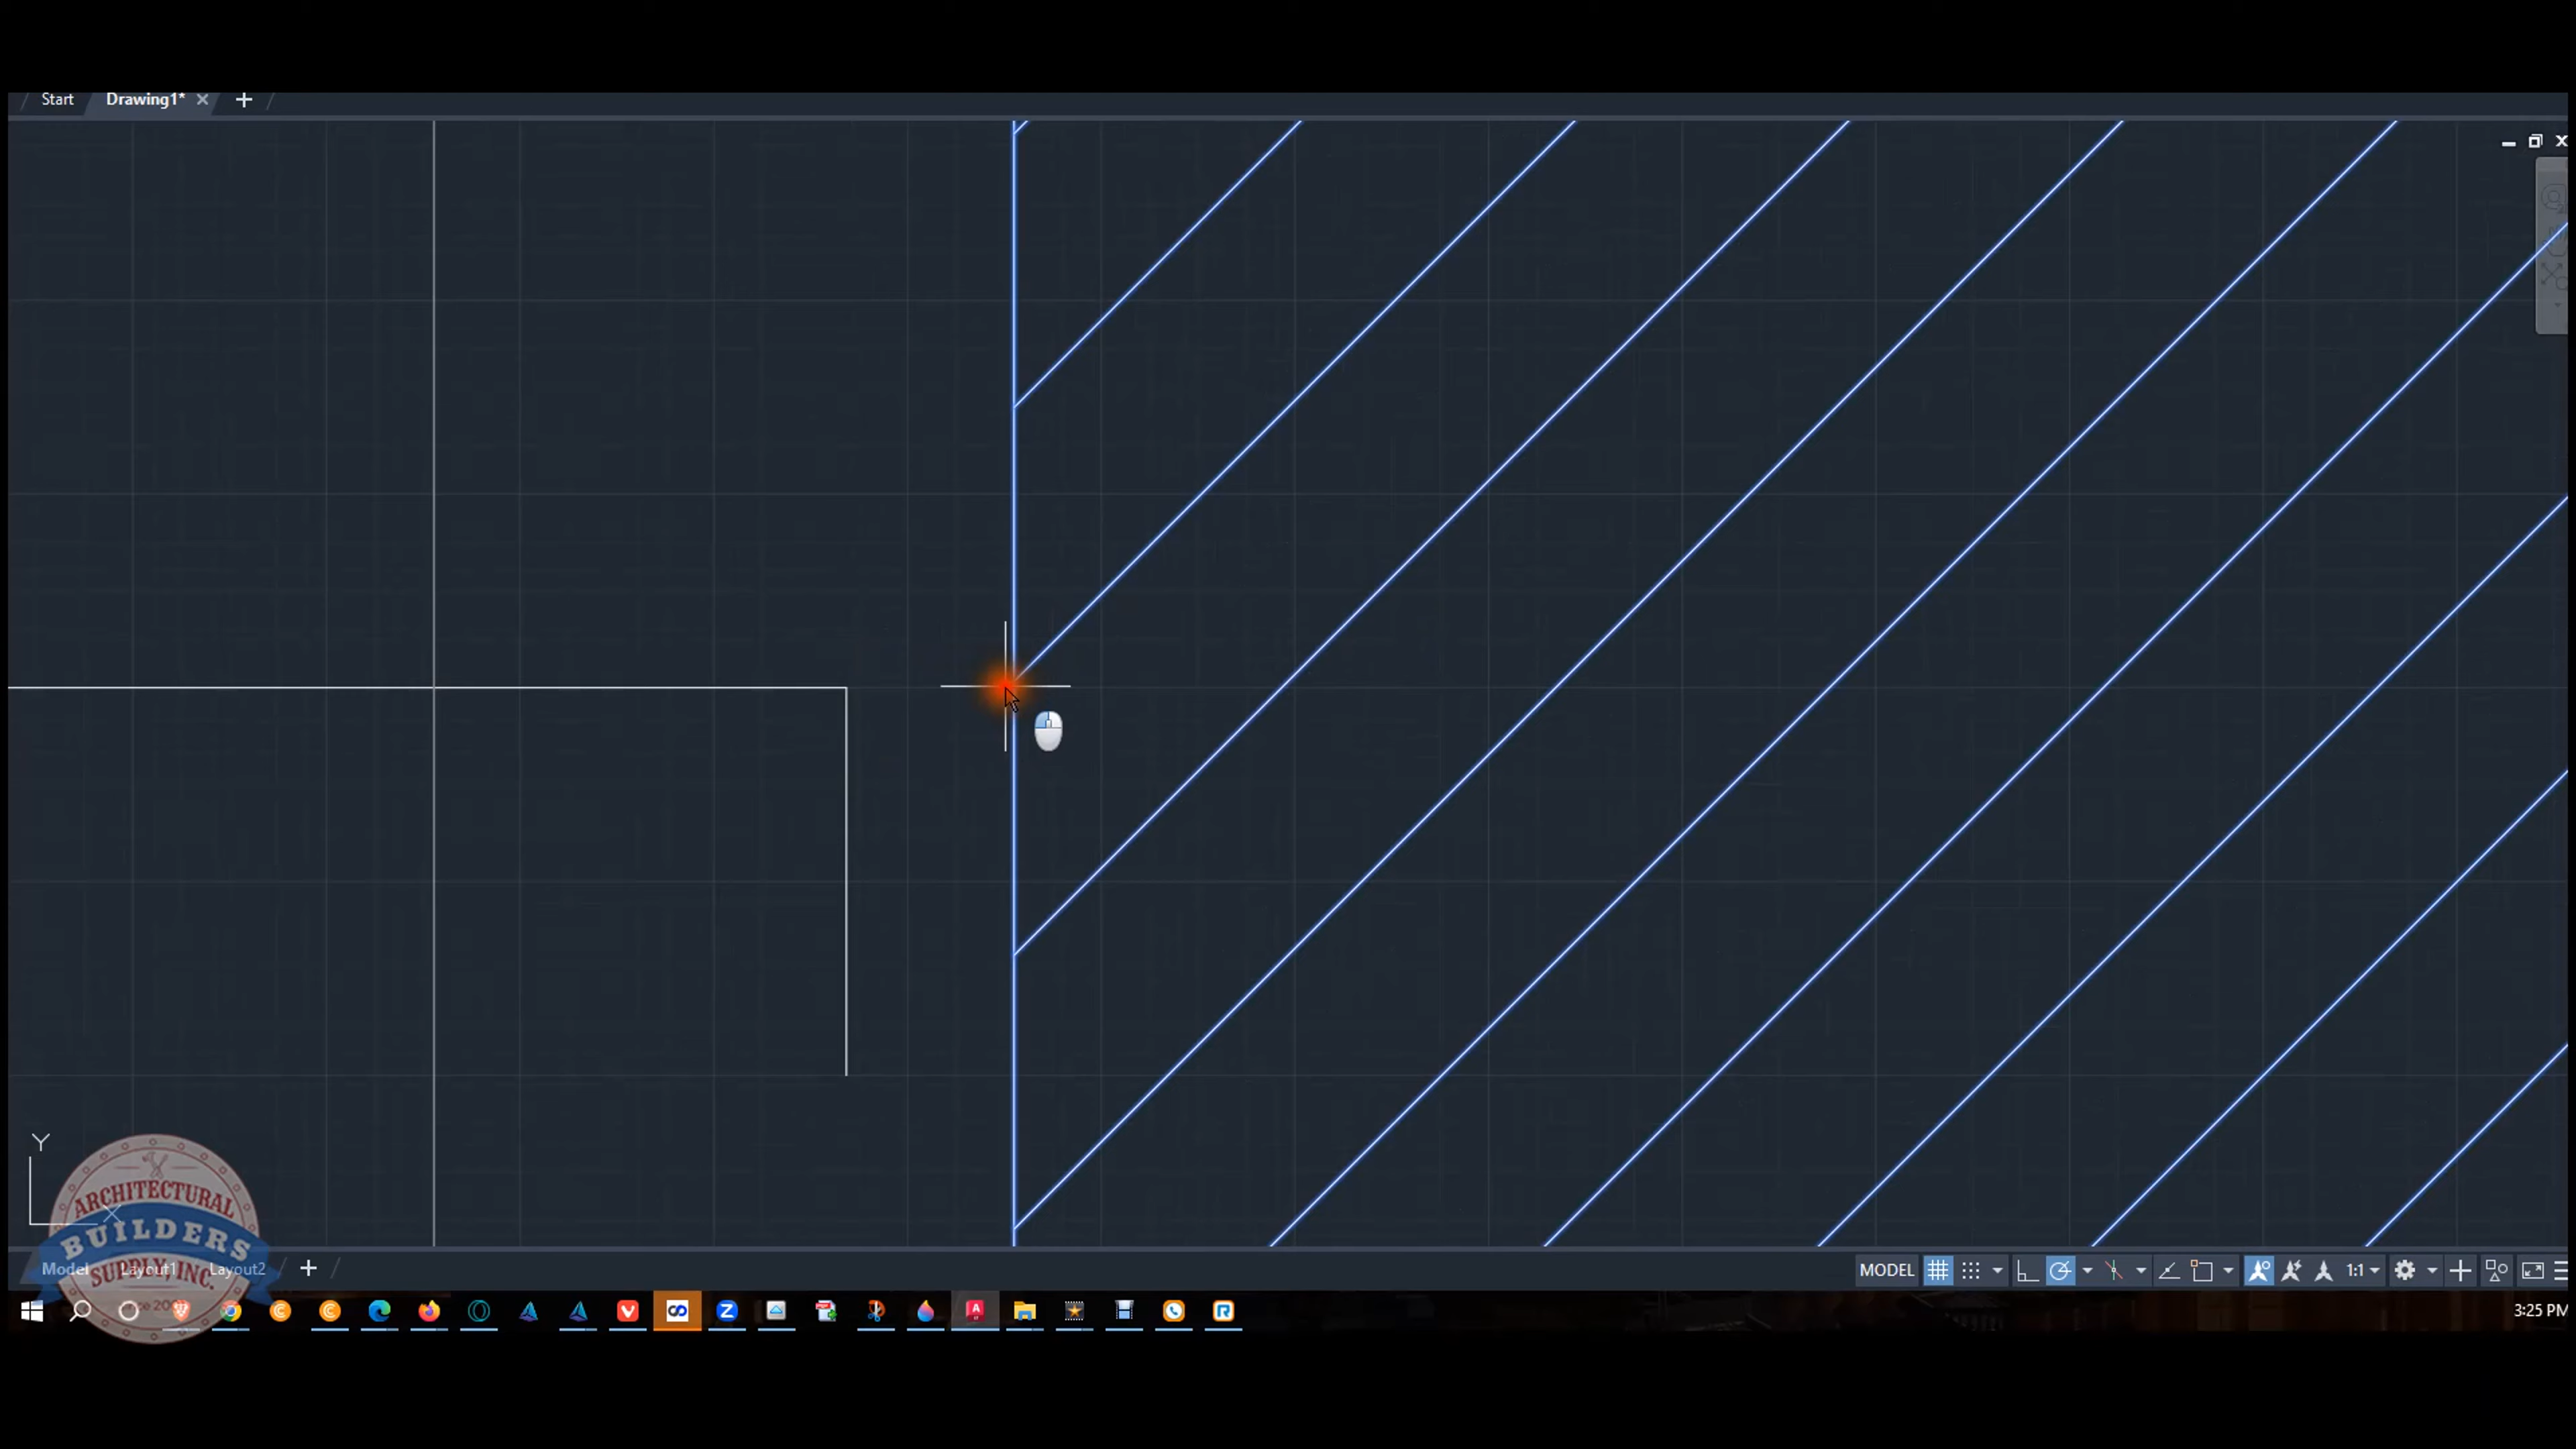 Start
Drawing1*
Y
X
ARCHITECTURAL
BUILDERS
SUPPLY, INC.
Model
Layout1
Layout2
MODEL
1:1
3:25 PM